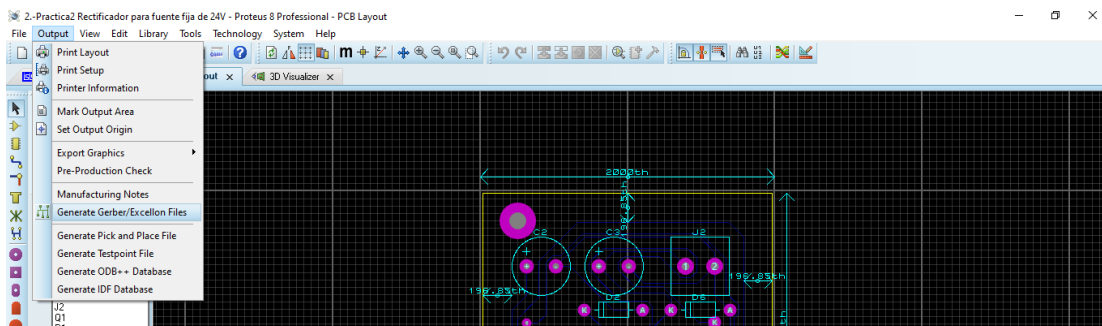 2.-Practica2 Rectificador para fuente fija de 24V - Proteus 8 Professional - PCB Layout
File Output View Edit Library Tools Technology System Help
Print Layout
Print Setup
Printer Information
Mark Output Area
Set Output Origin
Export Graphics
Pre-Production Check
Manufacturing Notes
Generate Gerber/Excellon Files
Generate Pick and Place File
Generate Testpoint File
Generate ODB++ Database
Generate IDF Database
J2
Q1
out x
3D Visualizer x
2000th
196.85th
C2 C3 J2
+ + 1 2
196.85th
196.85th
D2 D6
K A K A
K
th